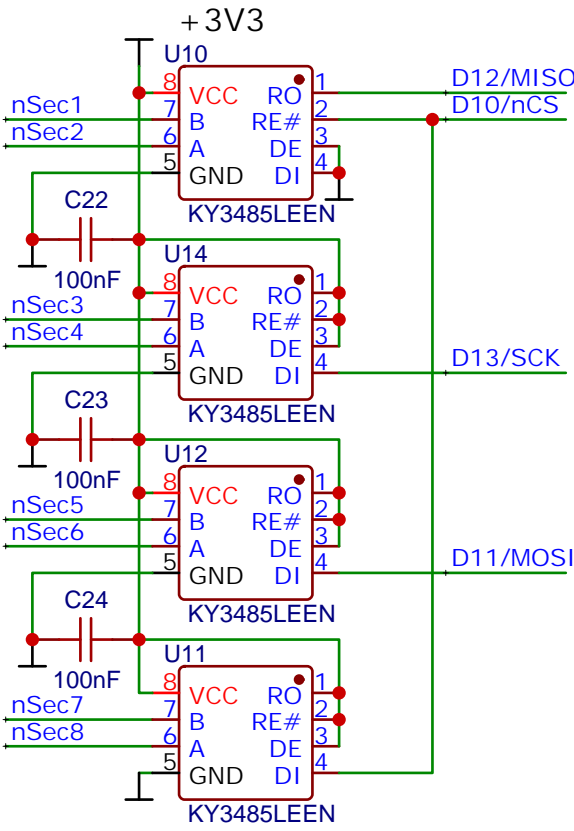 +3V3
U10
8 VCC RO 1 D12/MISO
nSec1 7 B RE# 2 D10/nCS
nSec2 6 A DE 3
5 GND DI 4
KY3485LEEN
C22
100nF
U14
8 VCC RO 1
nSec3 7 B RE# 2
nSec4 6 A DE 3
5 GND DI 4 D13/SCK
KY3485LEEN
C23
100nF
U12
8 VCC RO 1
nSec5 7 B RE# 2
nSec6 6 A DE 3
5 GND DI 4 D11/MOSI
KY3485LEEN
C24
100nF
U11
8 VCC RO 1
nSec7 7 B RE# 2
nSec8 6 A DE 3
5 GND DI 4
KY3485LEEN